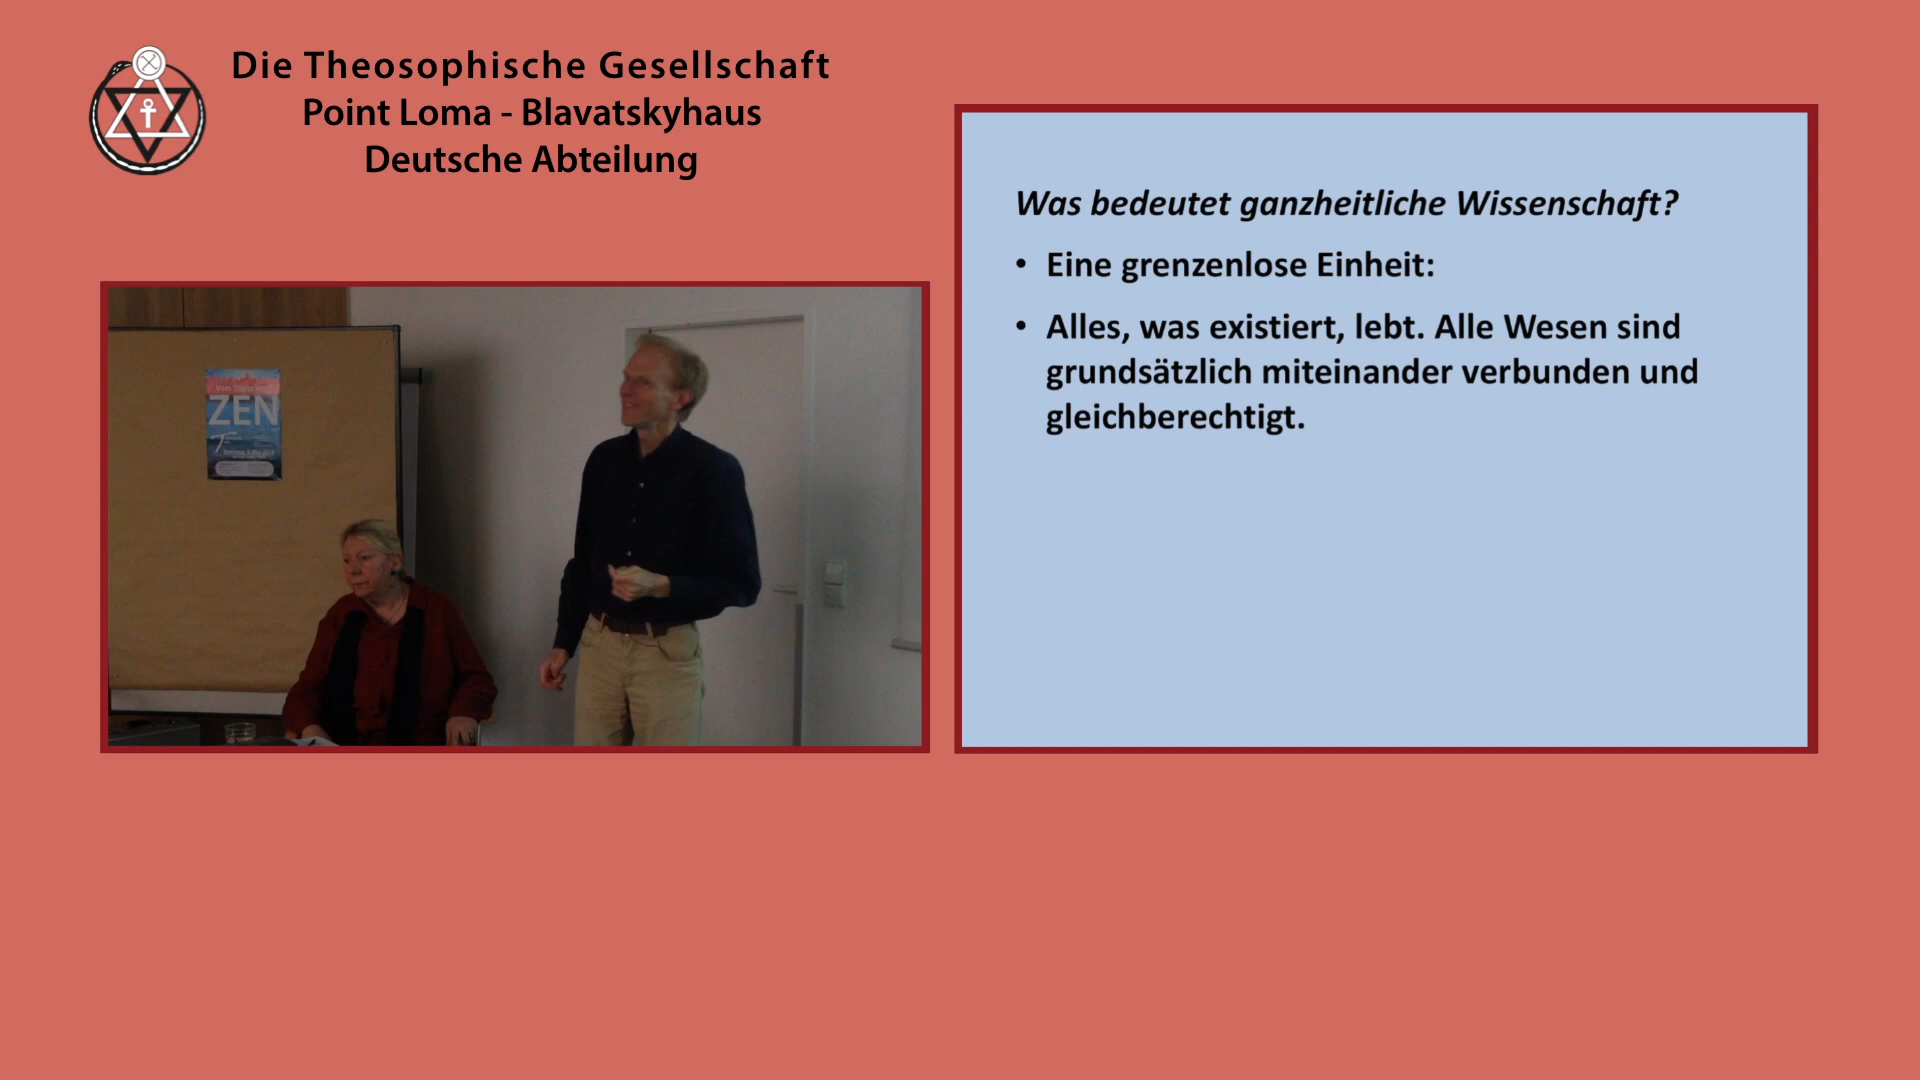 Die Theosophische Gesellschaft
Point Loma - Blavatskyhaus
Deutsche Abteilung
Was bedeutet ganzheitliche Wissenschaft?
• Eine grenzenlose Einheit:
• Alles, was existiert, lebt. Alle Wesen sind
grundsätzlich miteinander verbunden und
gleichberechtigt.
ZEN